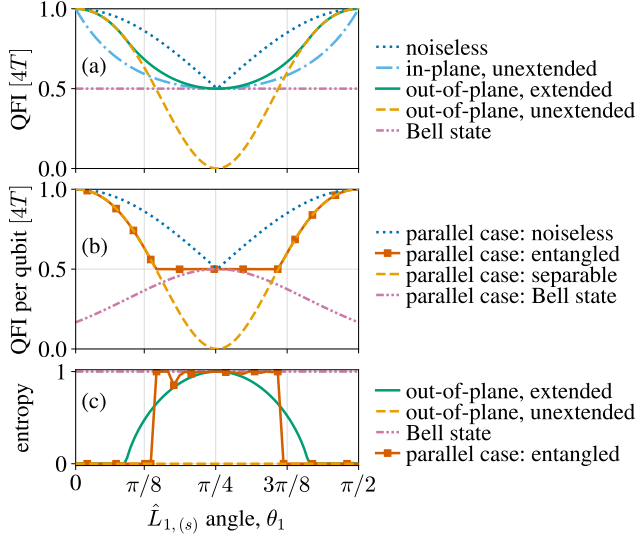 1.0
0.5
0.0
QFI [4T]
(a)
noiseless
in-plane, unextended
out-of-plane, extended
out-of-plane, unextended
Bell state
1.0
0.5
0.0
QFI per qubit [4T]
(b)
parallel case: noiseless
parallel case: entangled
parallel case: separable
parallel case: Bell state
1
0
entropy
(c)
out-of-plane, extended
out-of-plane, unextended
Bell state
parallel case: entangled
0 π/8 π/4 3π/8 π/2
L̂₁,₍ₛ₎ angle, θ₁